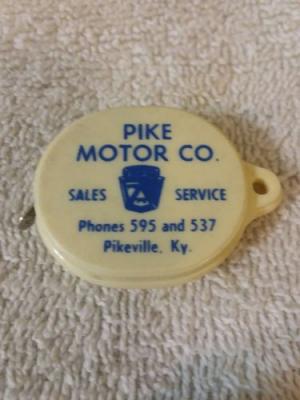 PIKE
MOTOR CO.
SALES SERVICE
Phones 595 and 537
Pikeville, Ky.